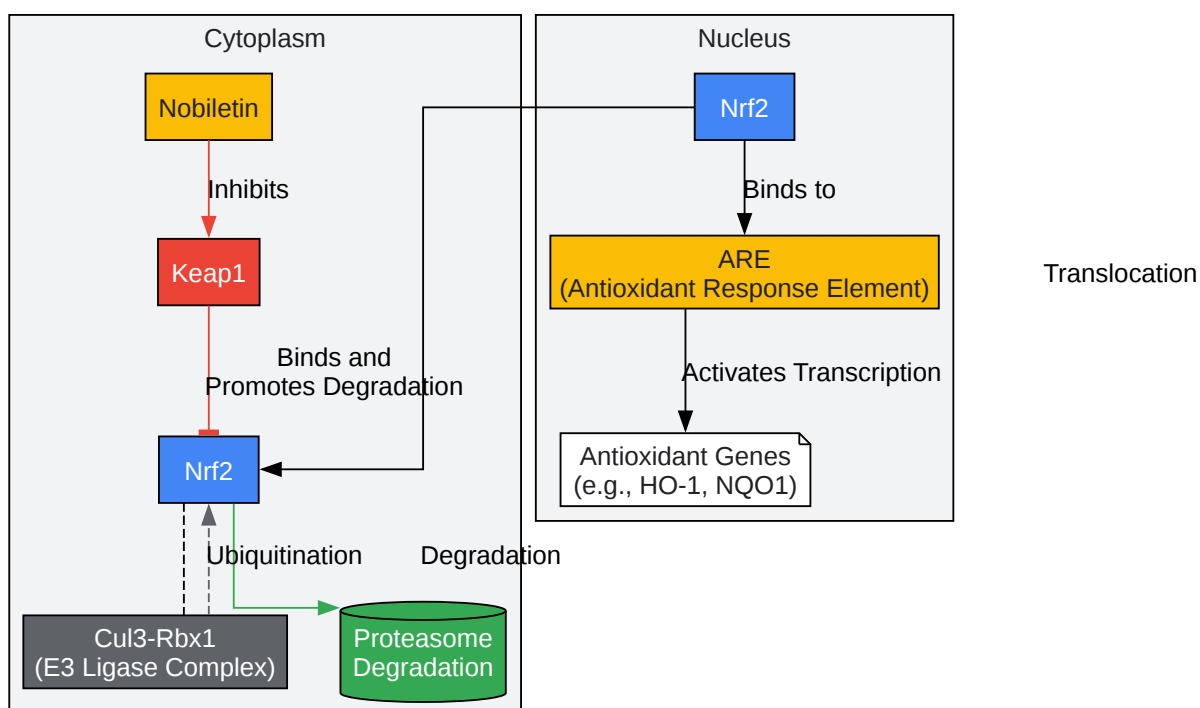 Cytoplasm
Nobiletin
Inhibits
Keap1
Binds and
Promotes Degradation
Nrf2
Ubiquitination
Degradation
Cul3-Rbx1
(E3 Ligase Complex)
Proteasome
Degradation
Nucleus
Nrf2
Binds to
ARE
(Antioxidant Response Element)
Activates Transcription
Antioxidant Genes
(e.g., HO-1, NQO1)
Translocation